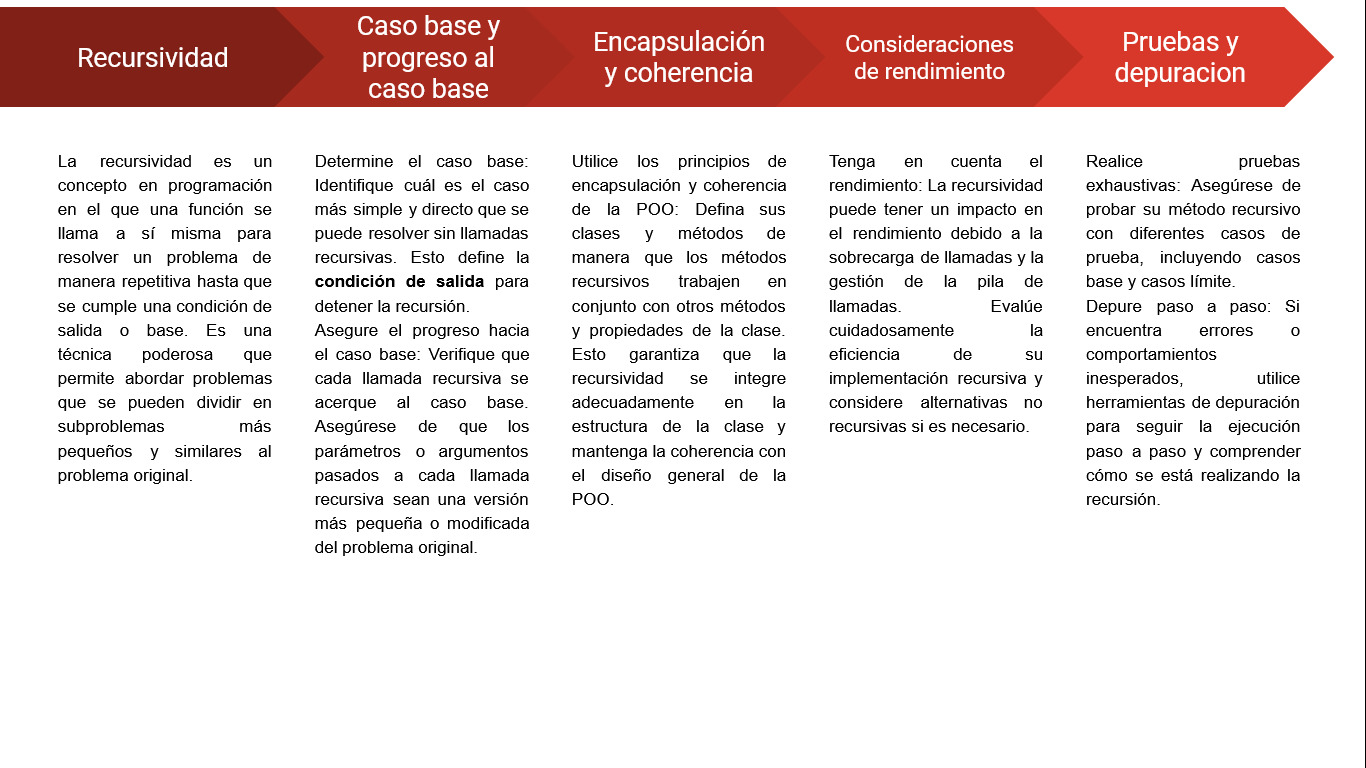 Recursividad
Caso base y
progreso al
caso base
Encapsulación
y coherencia
Consideraciones
de rendimiento
Pruebas y
depuracion
La recursividad es un
concepto en programación
en el que una función se
llama a sí misma para
resolver un problema de
manera repetitiva hasta que
se cumple una condición de
salida o base. Es una
técnica poderosa que
permite abordar problemas
que se pueden dividir en
subproblemas más
pequeños y similares al
problema original.
Determine el caso base:
Identifique cuál es el caso
más simple y directo que se
puede resolver sin llamadas
recursivas. Esto define la
condición de salida para
detener la recursión.
Asegure el progreso hacia
el caso base: Verifique que
cada llamada recursiva se
acerque al caso base.
Asegúrese de que los
parámetros o argumentos
pasados a cada llamada
recursiva sean una versión
más pequeña o modificada
del problema original.
Utilice los principios de
encapsulación y coherencia
de la POO: Defina sus
clases y métodos de
manera que los métodos
recursivos trabajen en
conjunto con otros métodos
y propiedades de la clase.
Esto garantiza que la
recursividad se integre
adecuadamente en la
estructura de la clase y
mantenga la coherencia con
el diseño general de la
POO.
Tenga en cuenta el
rendimiento: La recursividad
puede tener un impacto en
el rendimiento debido a la
sobrecarga de llamadas y la
gestión de la pila de
llamadas. Evalúe
cuidadosamente la
eficiencia de su
implementación recursiva y
considere alternativas no
recursivas si es necesario.
Realice pruebas
exhaustivas: Asegúrese de
probar su método recursivo
con diferentes casos de
prueba, incluyendo casos
base y casos límite.
Depure paso a paso: Si
encuentra errores o
comportamientos
inesperados, utilice
herramientas de depuración
para seguir la ejecución
paso a paso y comprender
cómo se está realizando la
recursión.